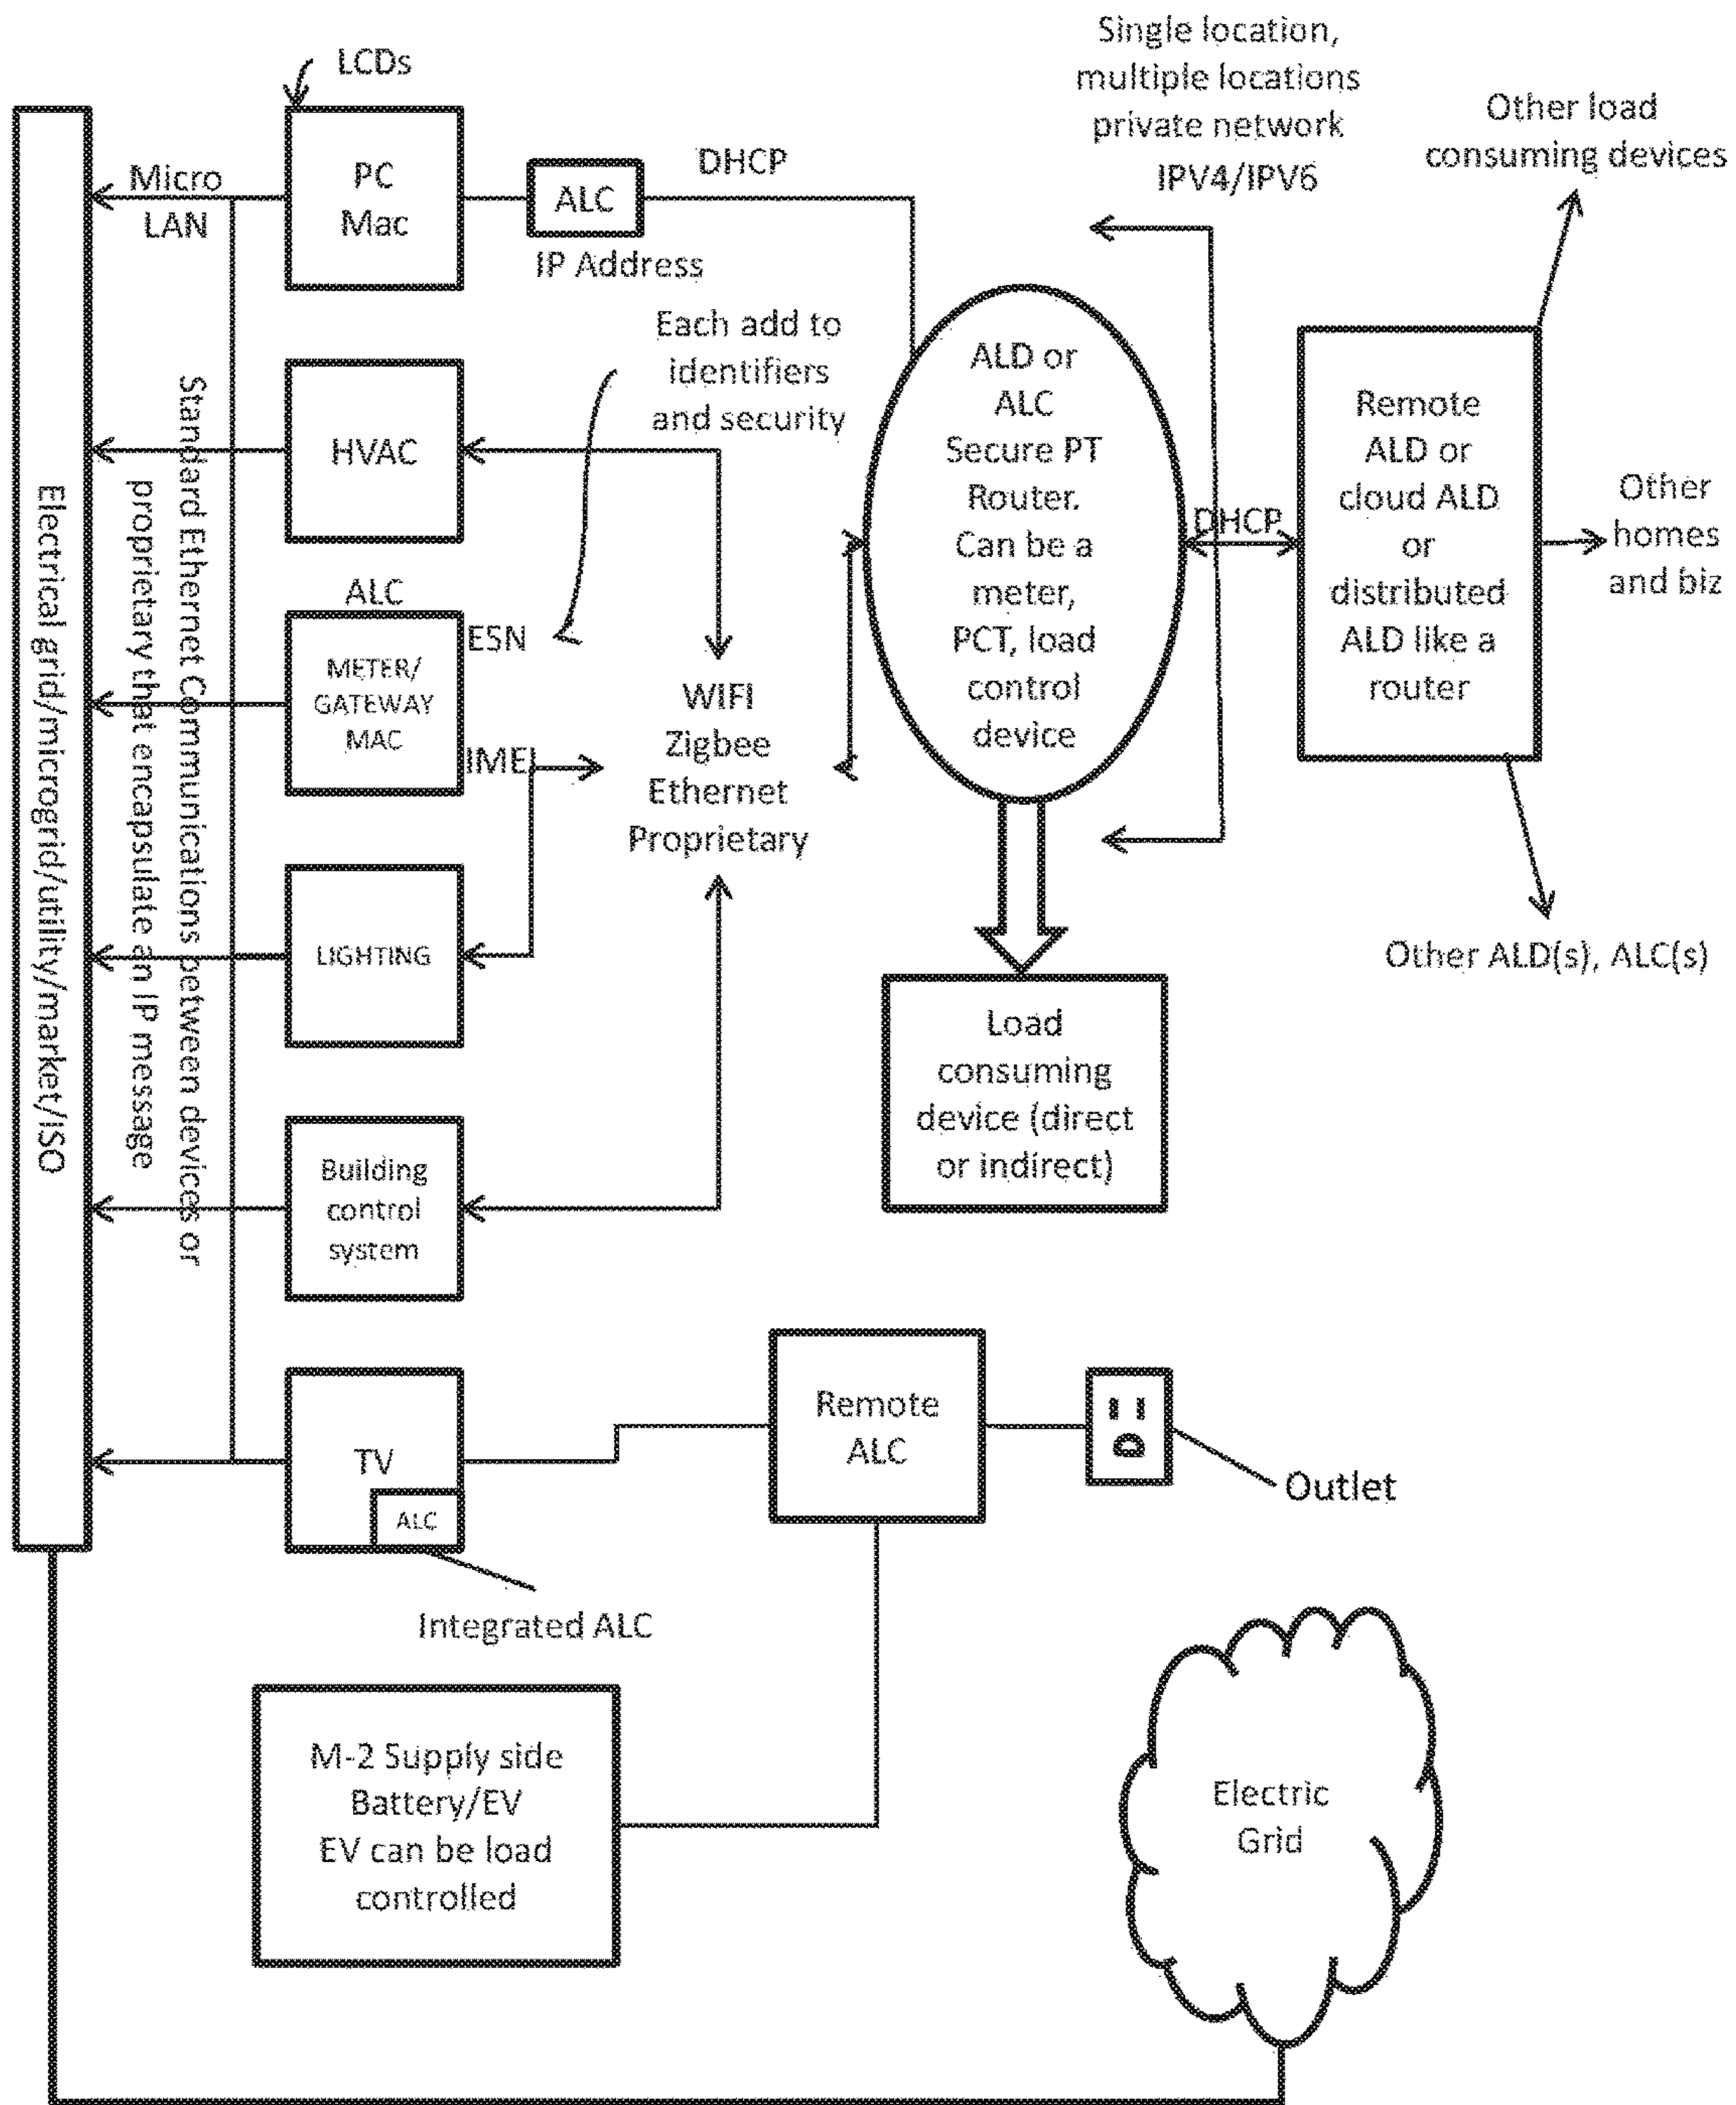 LCDs
Single location,
multiple locations
private network
IPV4/IPV6
Other load
consuming devices
Micro
LAN
PC
Mac
ALC
DHCP
IP Address
Each add to
identifiers
and security
HVAC
ALD or
ALC
Secure PT
Router.
Can be a
meter,
PCT, load
control
device
DHCP
Remote
ALD or
cloud ALD
or
distributed
ALD like a
router
Other
homes
and biz
Other ALD(s), ALC(s)
Electrical grid/microgrid/utility/market/ISO
Standard Ethernet Communications between devices or
proprietary that encapsulate an IP message
ALC
METER/
GATEWAY
MAC
ESN
IMEI
WIFI
Zigbee
Ethernet
Proprietary
LIGHTING
Load
consuming
device (direct
or indirect)
Building
control
system
TV
ALC
Integrated ALC
Remote
ALC
Outlet
M-2 Supply side
Battery/EV
EV can be load
controlled
Electric
Grid